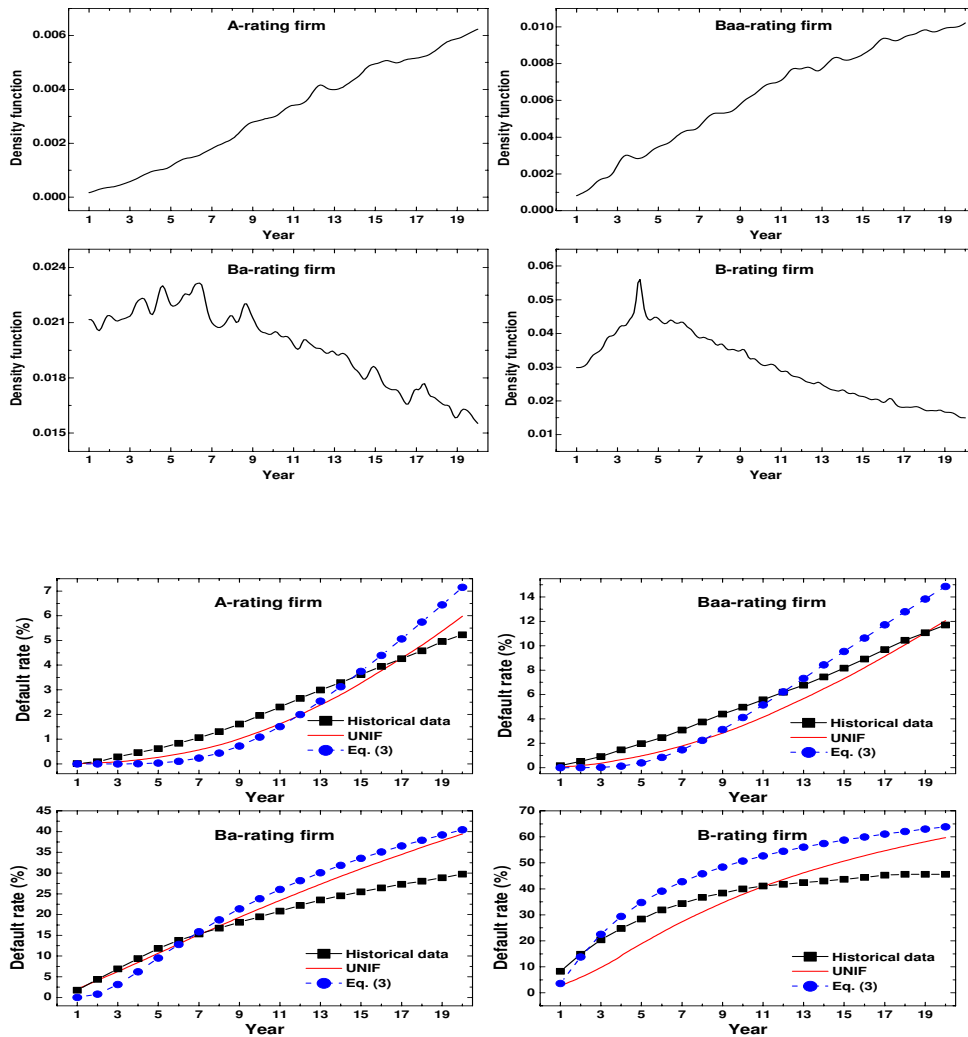 A-rating firm
Density function
0.006
0.004
0.002
0.000
1 3 5 7 9 11 13 15 17 19
Year
Baa-rating firm
Density function
0.010
0.008
0.006
0.004
0.002
0.000
1 3 5 7 9 11 13 15 17 19
Year
Ba-rating firm
Density function
0.024
0.021
0.018
0.015
1 3 5 7 9 11 13 15 17 19
Year
B-rating firm
Density function
0.06
0.05
0.04
0.03
0.02
0.01
1 3 5 7 9 11 13 15 17 19
Year
A-rating firm
Default rate (%)
7
6
5
4
3
2
1
0
Historical data
UNIF
Eq. (3)
1 3 5 7 9 11 13 15 17 19
Year
Baa-rating firm
Default rate (%)
14
12
10
8
6
4
2
0
Historical data
UNIF
Eq. (3)
1 3 5 7 9 11 13 15 17 19
Year
Ba-rating firm
Default rate (%)
45
40
35
30
25
20
15
10
5
0
Historical data
UNIF
Eq. (3)
1 3 5 7 9 11 13 15 17 19
Year
B-rating firm
Default rate (%)
70
60
50
40
30
20
10
0
Historical data
UNIF
Eq. (3)
1 3 5 7 9 11 13 15 17 19
Year